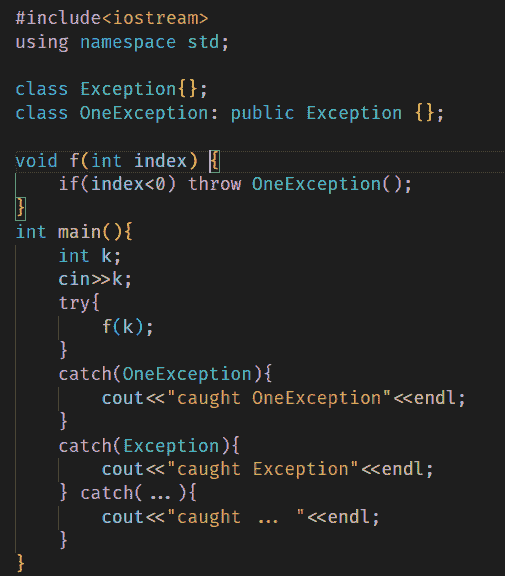 #include<iostream>
using namespace std;
class Exception{};
class OneException: public Exception {};
void f(int index) {
if(index<0) throw OneException();
}
int main(){
int k;
cin>>k;
try{
f(k);
}
catch(OneException){
cout<<"caught OneException"<<endl;
}
catch(Exception){
cout<<"caught Exception"<<endl;
} catch(...){
cout<<"caught ... "<<endl;
}
}